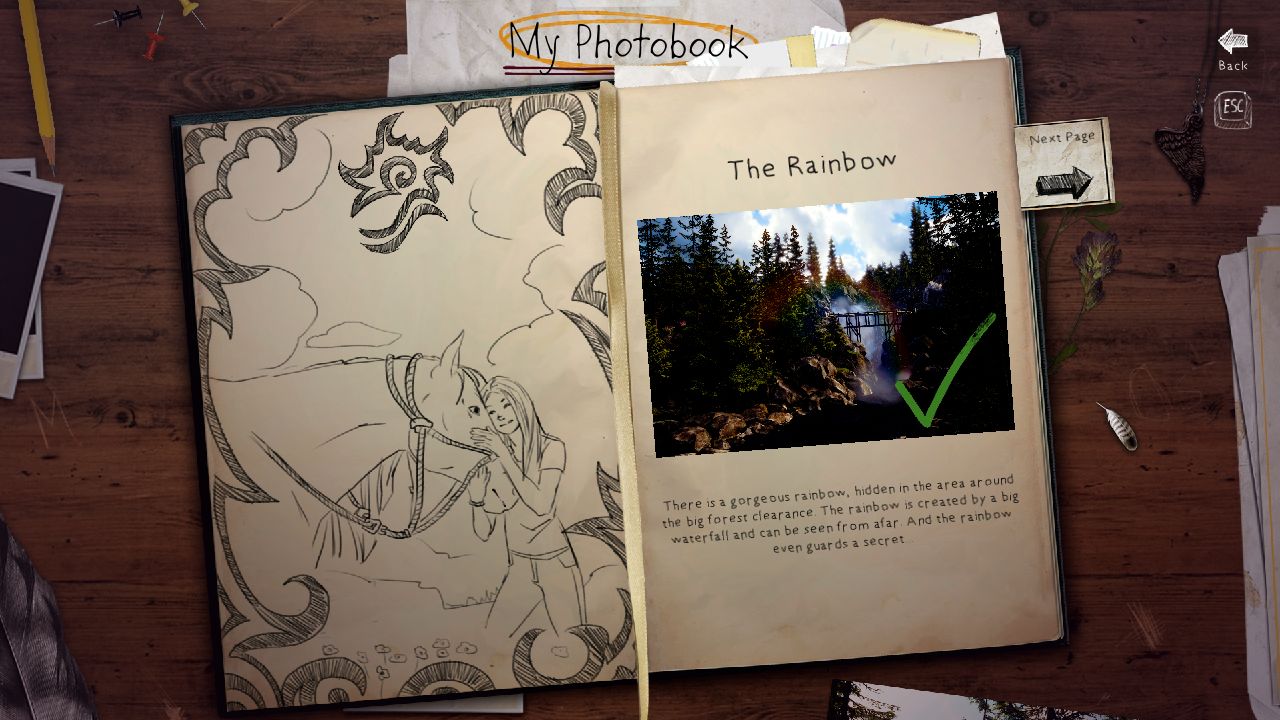 My Photobook
Back
ESC
Next Page
The Rainbow
There is a gorgeous rainbow, hidden in the area around
the big forest clearance. The rainbow is created by a big
waterfall and can be seen from afar. And the rainbow
even guards a secret...